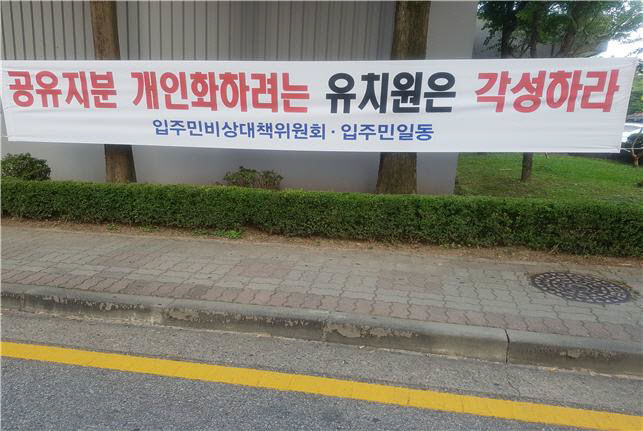 공유지분 개인화하려는 유치원은 각성하라
입주민비상대책위원회·입주민일동